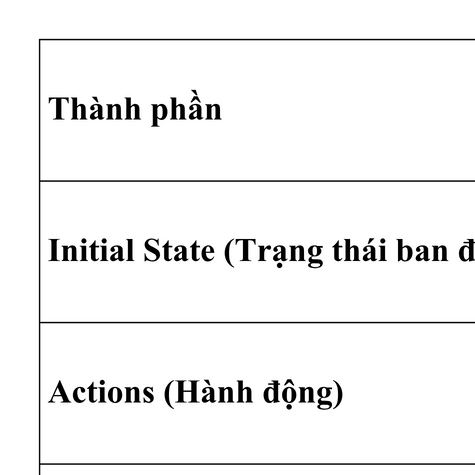 Thành phần
Initial State (Trạng thái ban
Actions (Hành động)